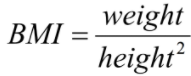 BMI = weight / height²